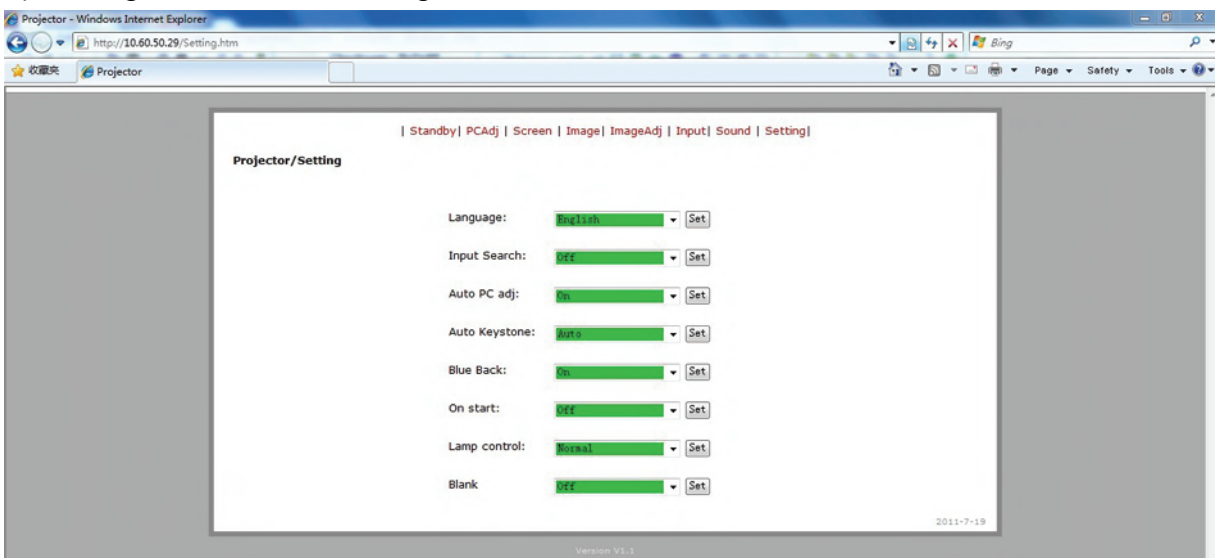 Projector - Windows Internet Explorer
http://10.60.50.29/Setting.htm
Bing
收藏夹 Projector Page Safety Tools
| Standby| PCAdj | Screen | Image| ImageAdj | Input| Sound | Setting|
Projector/Setting
Language: English Set
Input Search: Off Set
Auto PC adj: On Set
Auto Keystone: Auto Set
Blue Back: On Set
On start: Off Set
Lamp control: Normal Set
Blank Off Set
2011-7-19
Version V1.1